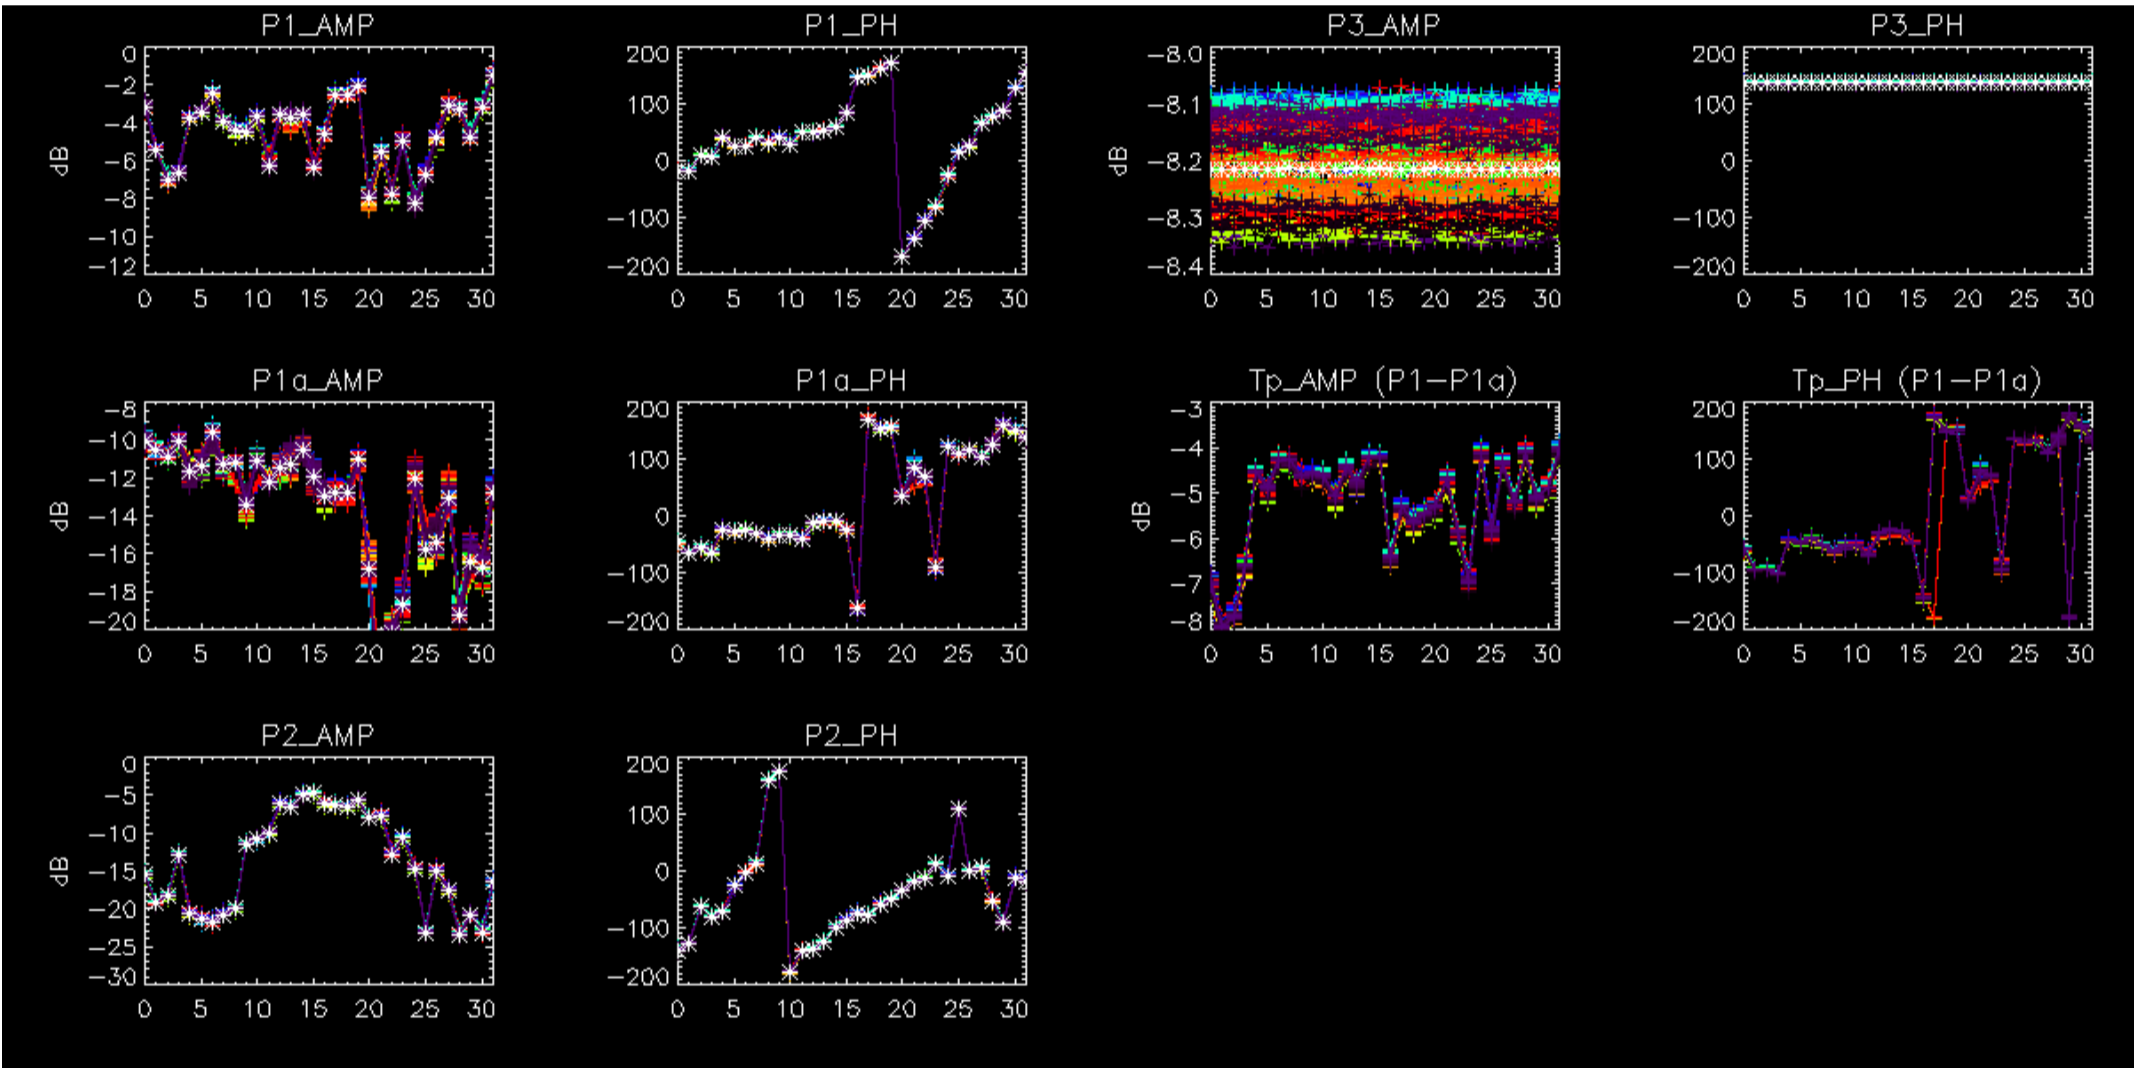 P1_AMP
0
-2
-4
-6
-8
-10
-12
dB
0 5 10 15 20 25 30
P1_PH
200
100
0
-100
-200
0 5 10 15 20 25 30
P3_AMP
-8.0
-8.1
-8.2
-8.3
-8.4
dB
0 5 10 15 20 25 30
P3_PH
200
100
0
-100
-200
0 5 10 15 20 25 30
P1a_AMP
-8
-10
-12
-14
-16
-18
-20
dB
0 5 10 15 20 25 30
P1a_PH
200
100
0
-100
-200
0 5 10 15 20 25 30
Tp_AMP (P1-P1a)
-3
-4
-5
-6
-7
-8
dB
0 5 10 15 20 25 30
Tp_PH (P1-P1a)
200
100
0
-100
-200
0 5 10 15 20 25 30
P2_AMP
0
-5
-10
-15
-20
-25
-30
dB
0 5 10 15 20 25 30
P2_PH
200
100
0
-100
-200
0 5 10 15 20 25 30